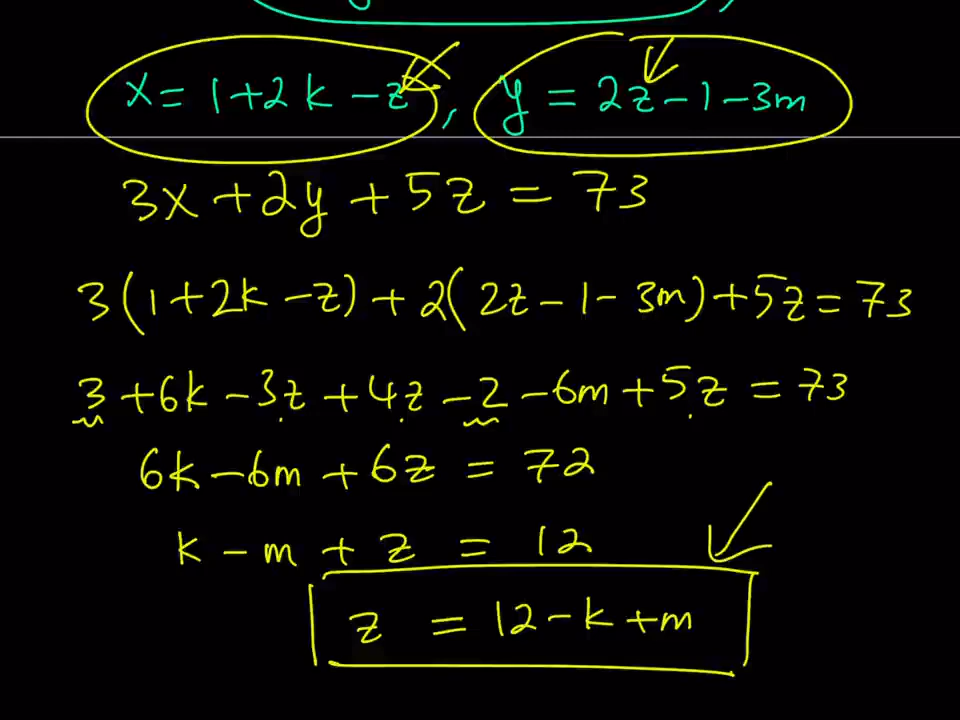 x = 1+2k-z, y = 2z-1-3m
3x+2y+5z = 73
3(1+2k-z)+2(2z-1-3m)+5z=73
3+6k-3z+4z-2-6m+5z=73
6k-6m+6z=72
k-m+z=12
z=12-k+m